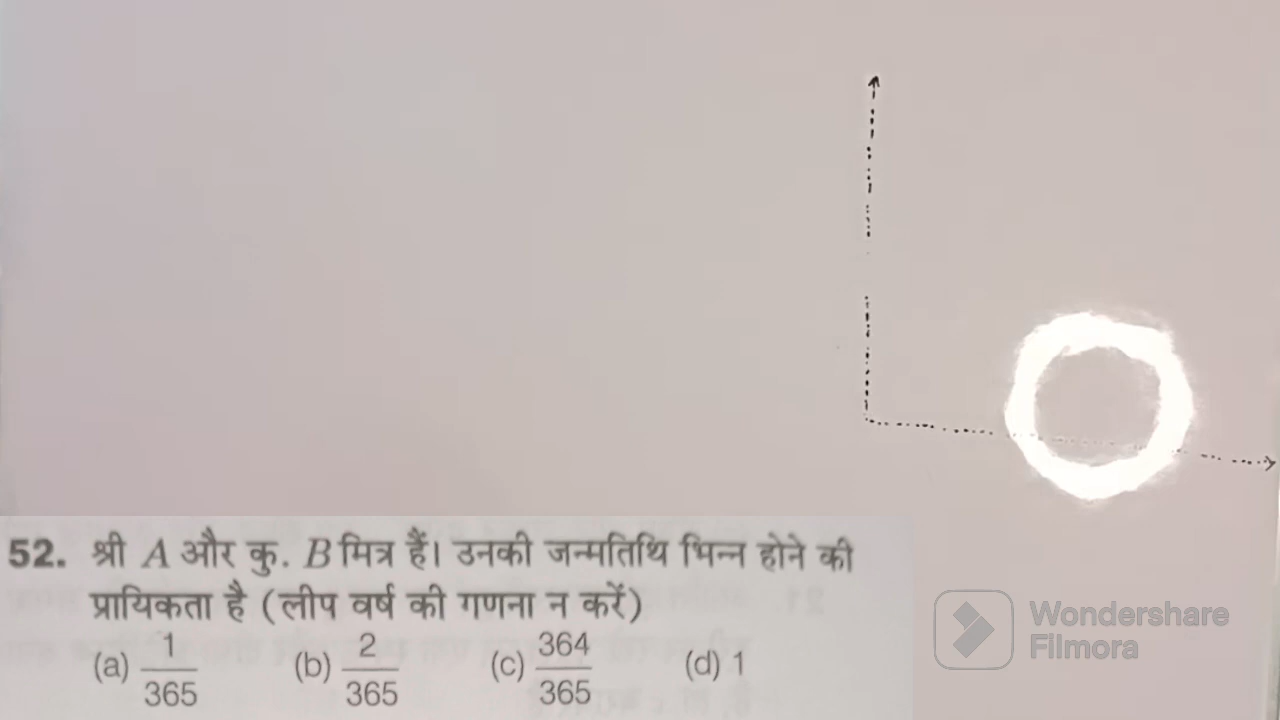 52. श्री A और कु. B मित्र हैं। उनकी जन्मतिथि भिन्न होने की
प्रायिकता है (लीप वर्ष की गणना न करें)
(a) 1/365 (b) 2/365 (c) 364/365 (d) 1
Wondershare
Filmora